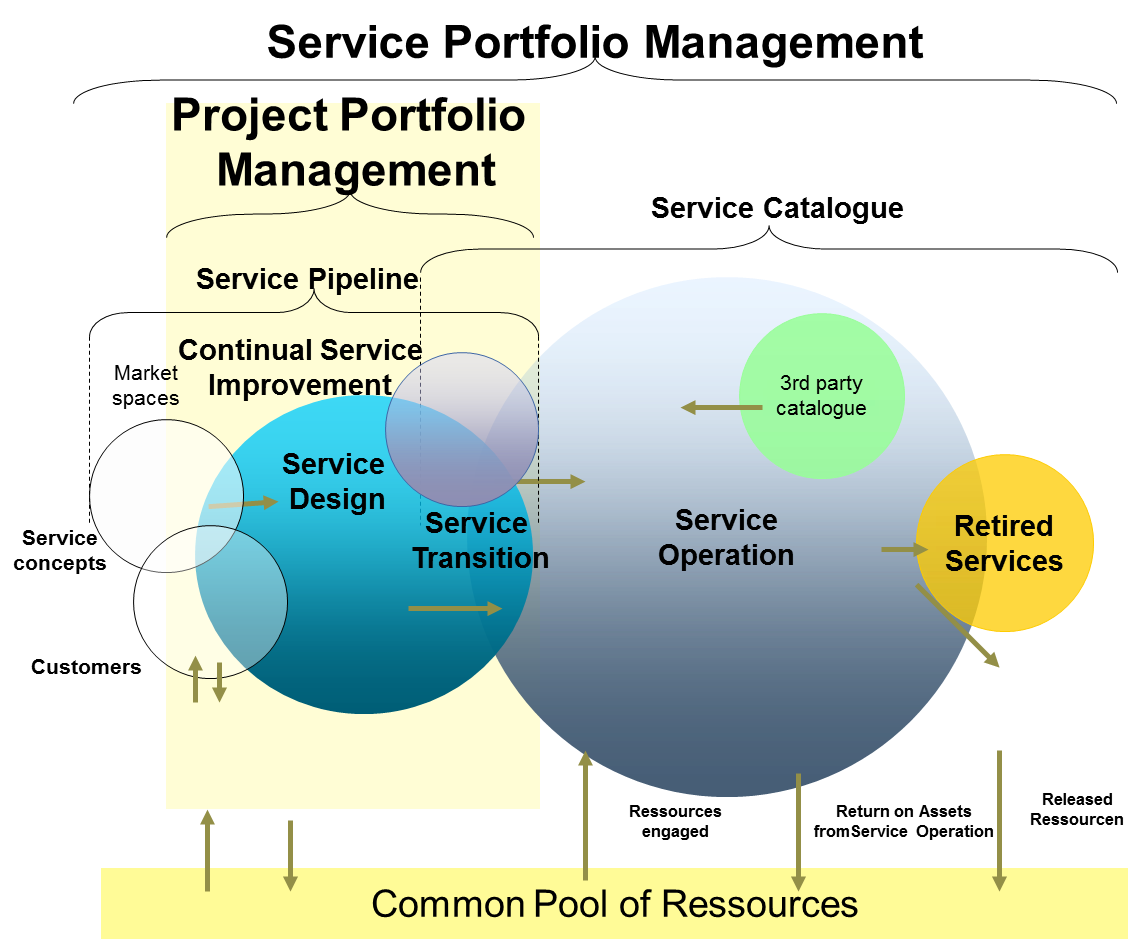 Service Portfolio Management
Project Portfolio
Management
Service Catalogue
Service Pipeline
Continual Service
Improvement
Market
spaces
3rd party
catalogue
Service
Design
Service
Transition
Service
Operation
Retired
Services
Service
concepts
Customers
Ressources
engaged
Return on Assets
fromService Operation
Released
Ressourcen
Common Pool of Ressources